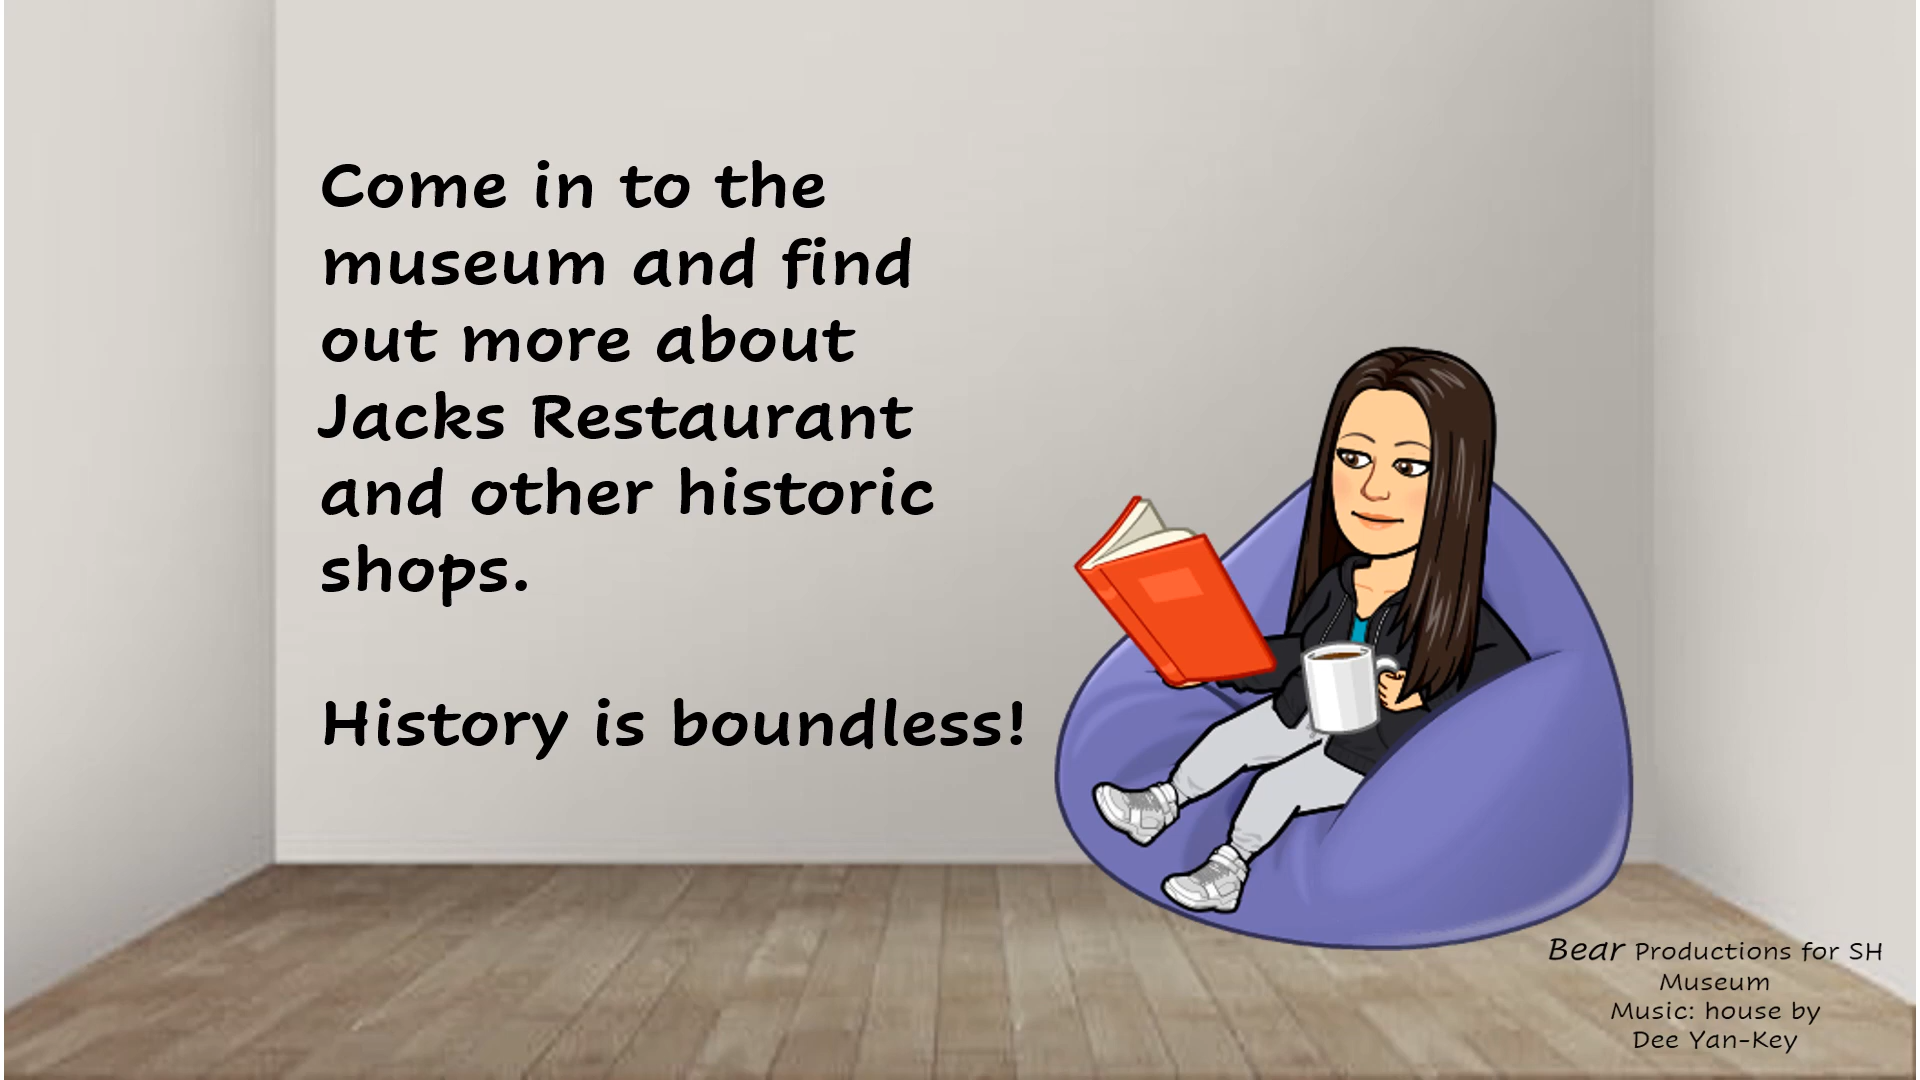 Come in to the
museum and find
out more about
Jacks Restaurant
and other historic
shops.
History is boundless!
Bear Productions for SH
Museum
Music: house by
Dee Yan-Key